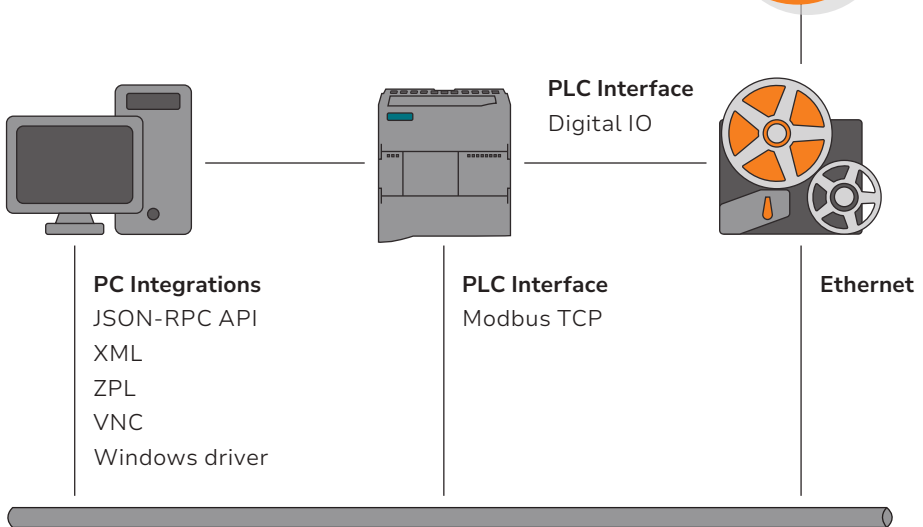 PLC Interface
Digital IO
PC Integrations
JSON-RPC API
XML
ZPL
VNC
Windows driver
PLC Interface
Modbus TCP
Ethernet